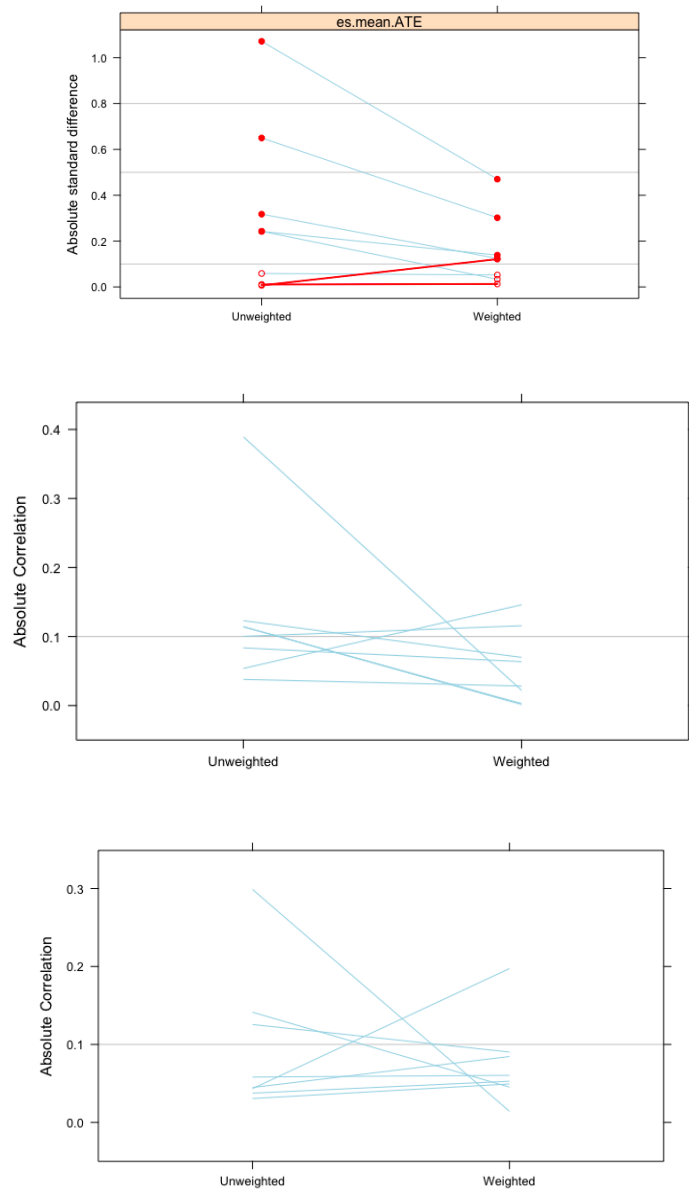 es.mean.ATE
Absolute standard difference
1.0
0.8
0.6
0.4
0.2
0.0
Unweighted
Weighted
Absolute Correlation
0.4
0.3
0.2
0.1
0.0
Unweighted
Weighted
Absolute Correlation
0.3
0.2
0.1
0.0
Unweighted
Weighted